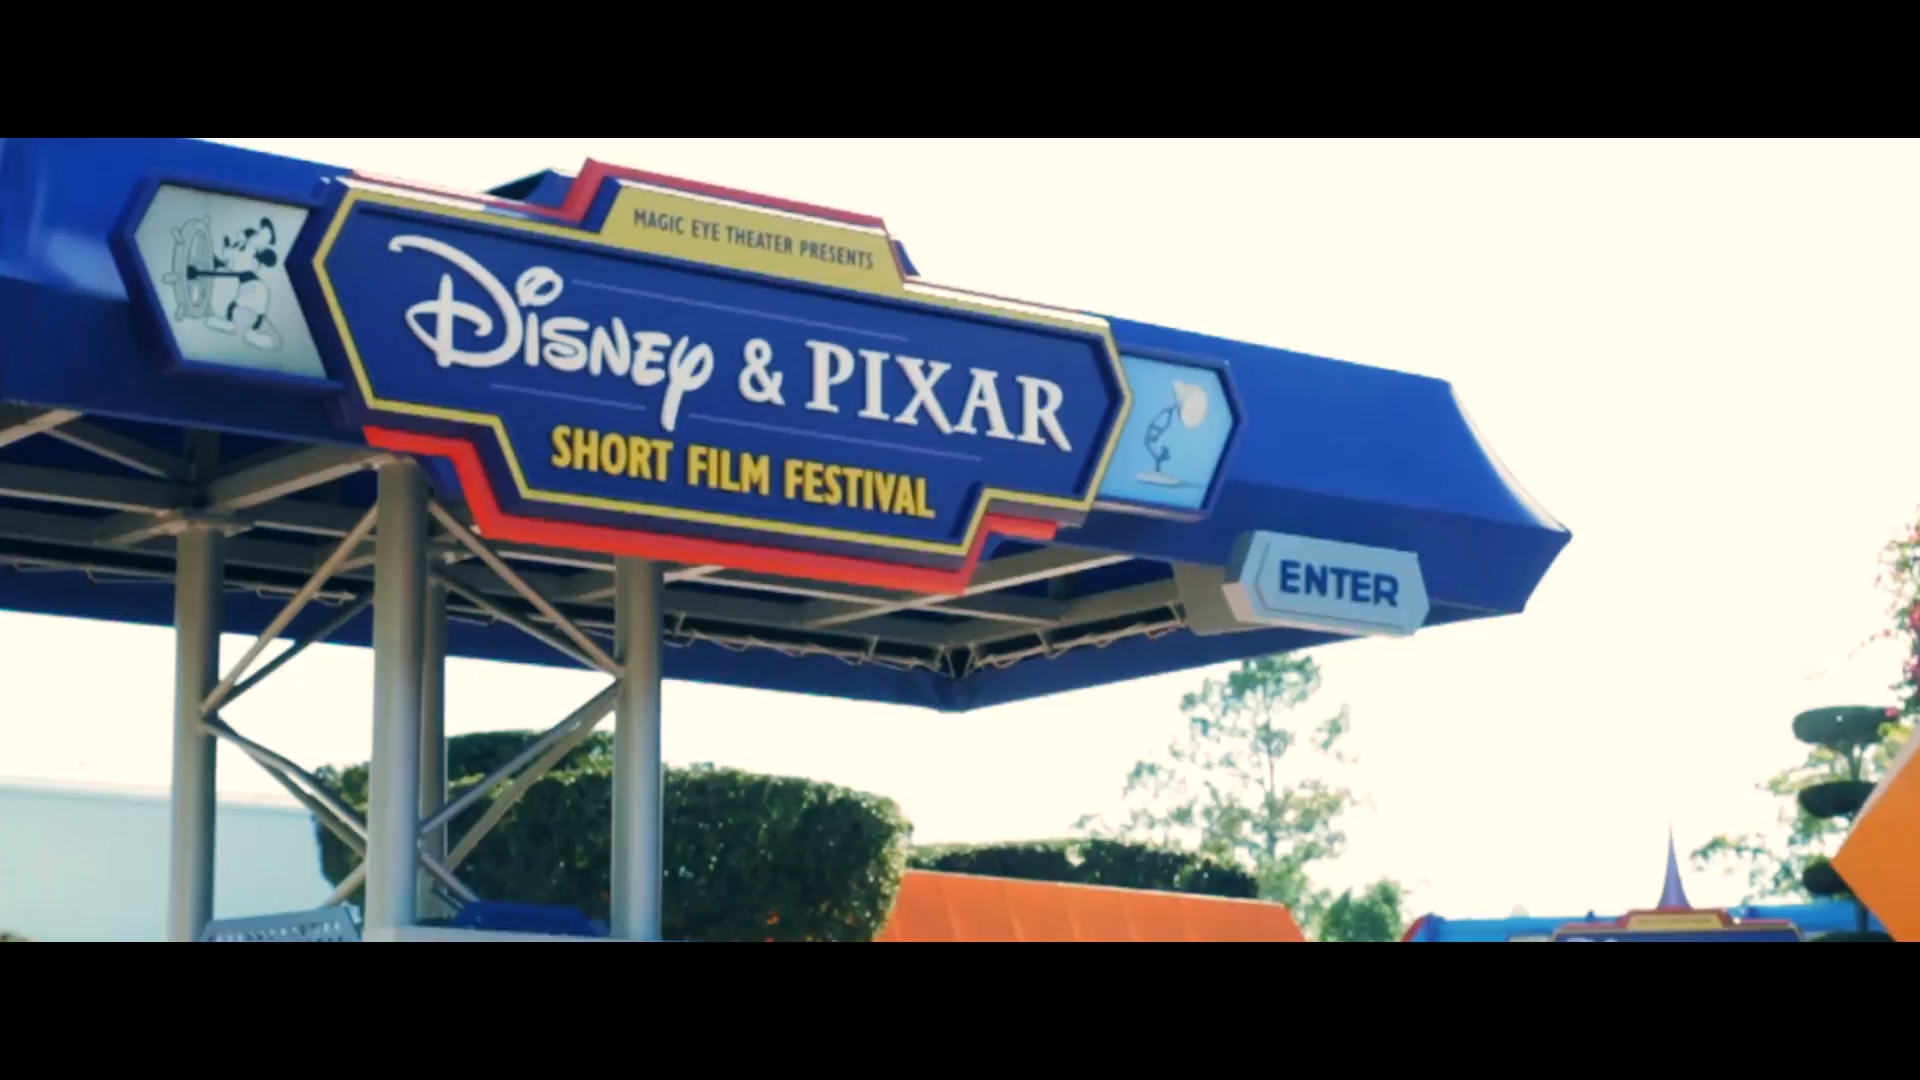 MAGIC EYE THEATER PRESENTS
DISNEY & PIXAR
SHORT FILM FESTIVAL
ENTER